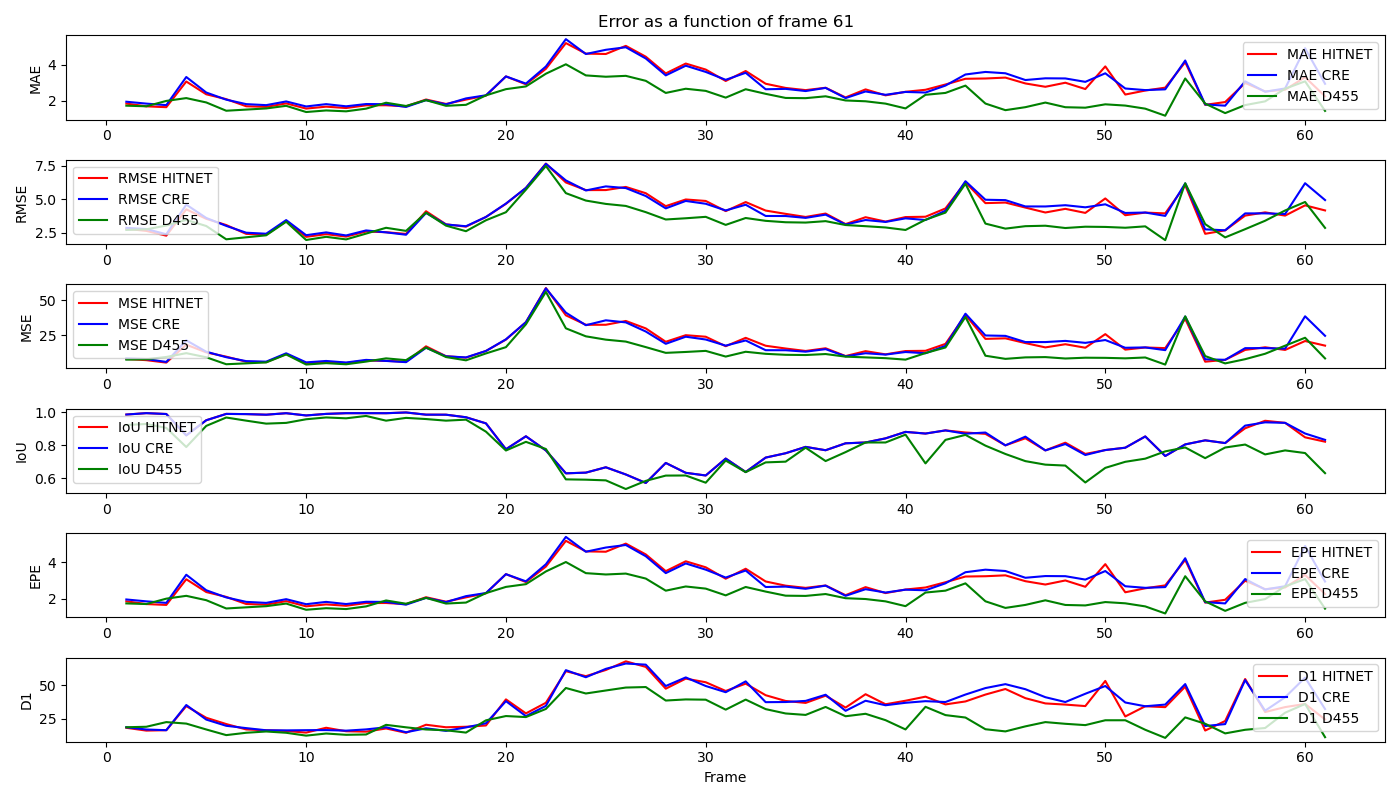 Error as a function of frame 61
MAE
4
2
MAE HITNET
MAE CRE
MAE D455
0 10 20 30 40 50 60
RMSE
7.5
5.0
2.5
RMSE HITNET
RMSE CRE
RMSE D455
0 10 20 30 40 50 60
MSE
50
25
MSE HITNET
MSE CRE
MSE D455
0 10 20 30 40 50 60
IoU
1.0
0.8
0.6
IoU HITNET
IoU CRE
IoU D455
0 10 20 30 40 50 60
EPE
4
2
EPE HITNET
EPE CRE
EPE D455
0 10 20 30 40 50 60
D1
50
25
D1 HITNET
D1 CRE
D1 D455
0 10 20 30 40 50 60
Frame